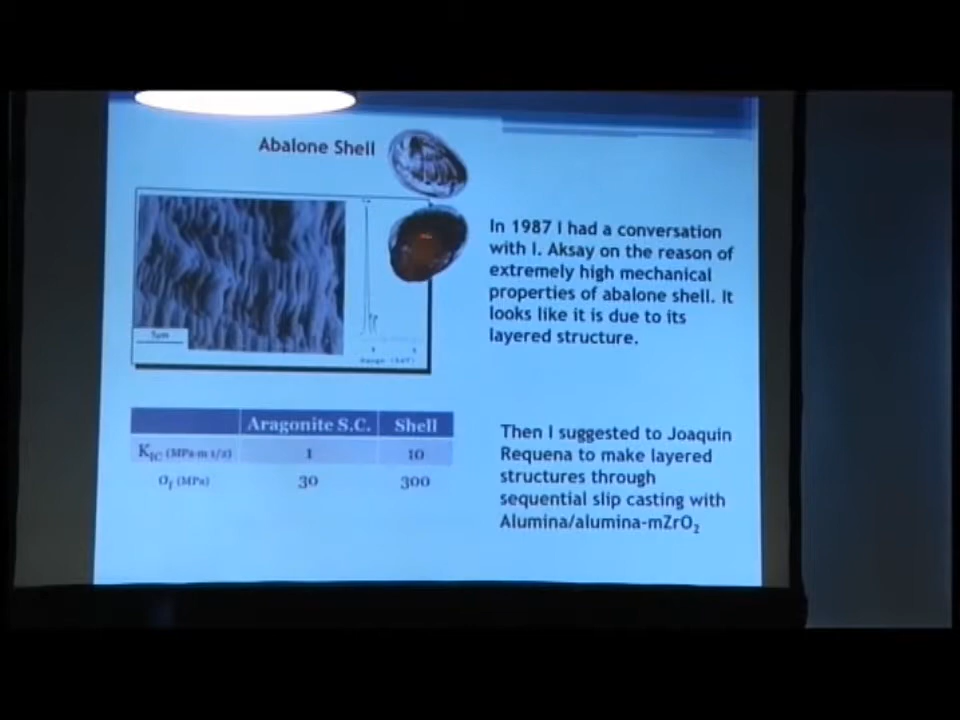 Abalone Shell
In 1987 I had a conversation
with I. Aksay on the reason of
extremely high mechanical
properties of abalone shell. It
looks like it is due to its
layered structure.
Aragonite S.C. Shell
K_IC (MPa·m 1/2) 1 10
σ_f (MPa) 30 300
Then I suggested to Joaquin
Requena to make layered
structures through
sequential slip casting with
Alumina/alumina-mZrO₂